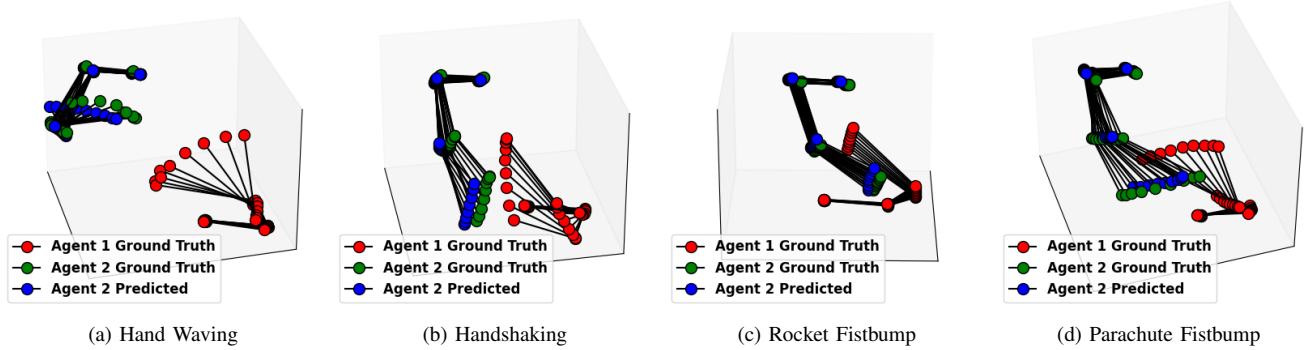 Agent 1 Ground Truth
Agent 2 Ground Truth
Agent 2 Predicted
(a) Hand Waving
Agent 1 Ground Truth
Agent 2 Ground Truth
Agent 2 Predicted
(b) Handshaking
Agent 1 Ground Truth
Agent 2 Ground Truth
Agent 2 Predicted
(c) Rocket Fistbump
Agent 1 Ground Truth
Agent 2 Ground Truth
Agent 2 Predicted
(d) Parachute Fistbump